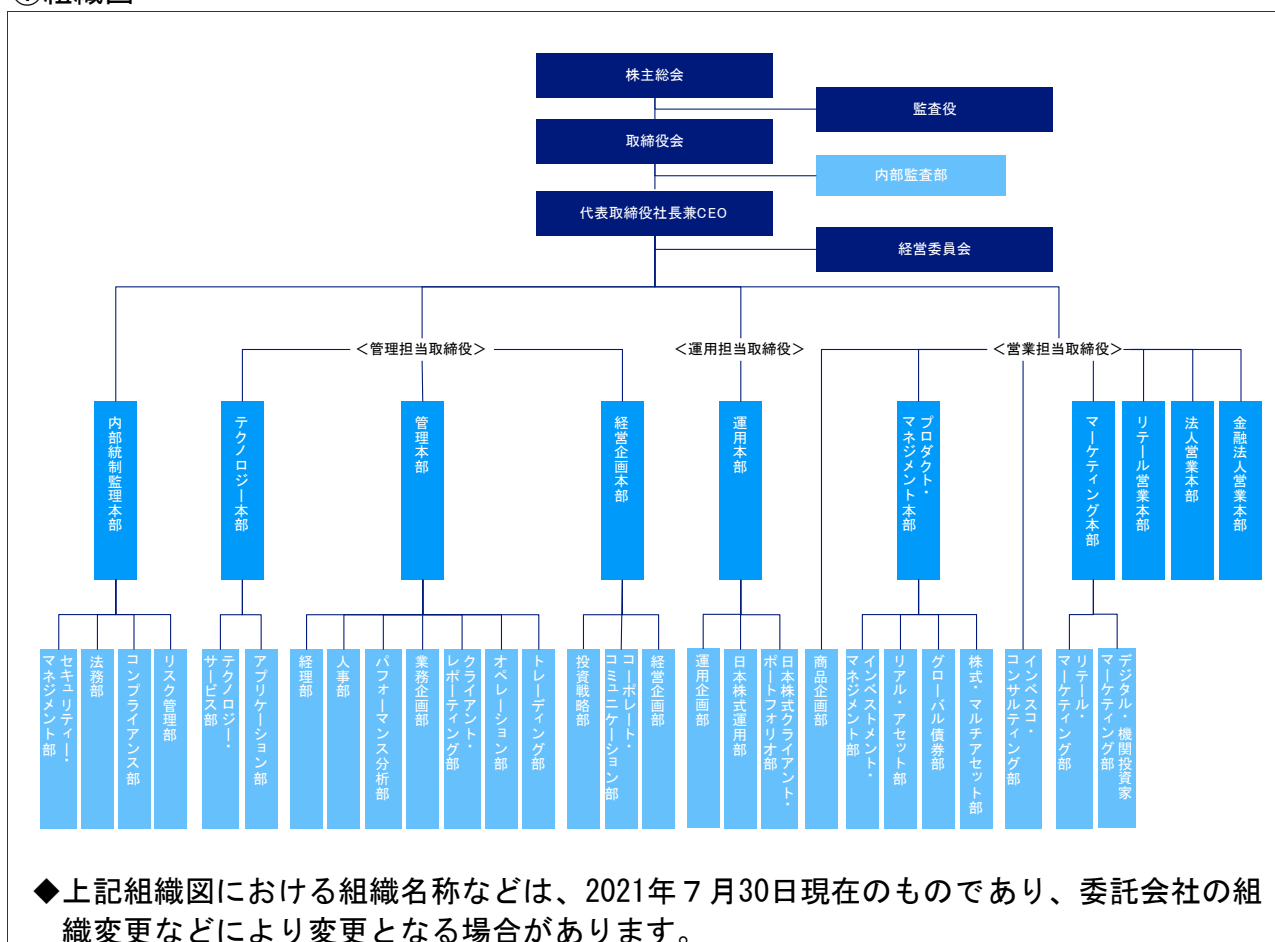 株主総会
監査役
取締役会
内部監査部
代表取締役社長兼CEO
経営委員会
＜管理担当取締役＞
＜運用担当取締役＞
＜営業担当取締役＞
内部統制監理本部
テクノロジー本部
管理本部
経営企画本部
運用本部
プロダクト・
マネジメント本部
マーケティング本部
リテール営業本部
法人営業本部
金融法人営業本部
セキュリティー・
マネジメント部
法務部
コンプライアンス部
リスク管理部
テクノロジー・
サービス部
アプリケーション部
経理部
人事部
パフォーマンス分析部
業務企画部
クライアント・
レポーティング部
オペレーション部
トレーディング部
投資戦略部
コーポレート・
コミュニケーション部
経営企画部
運用企画部
日本株式運用部
日本株式クライアント・
ポートフォリオ部
商品企画部
インベストメント・
マネジメント部
リアル・アセット部
グローバル債券部
株式・マルチアセット部
インベスコ・
コンサルティング部
リテール・
マーケティング部
デジタル・機関投資家
マーケティング部
◆上記組織図における組織名称などは、2021年７月30日現在のものであり、委託会社の組
織変更などにより変更となる場合があります。